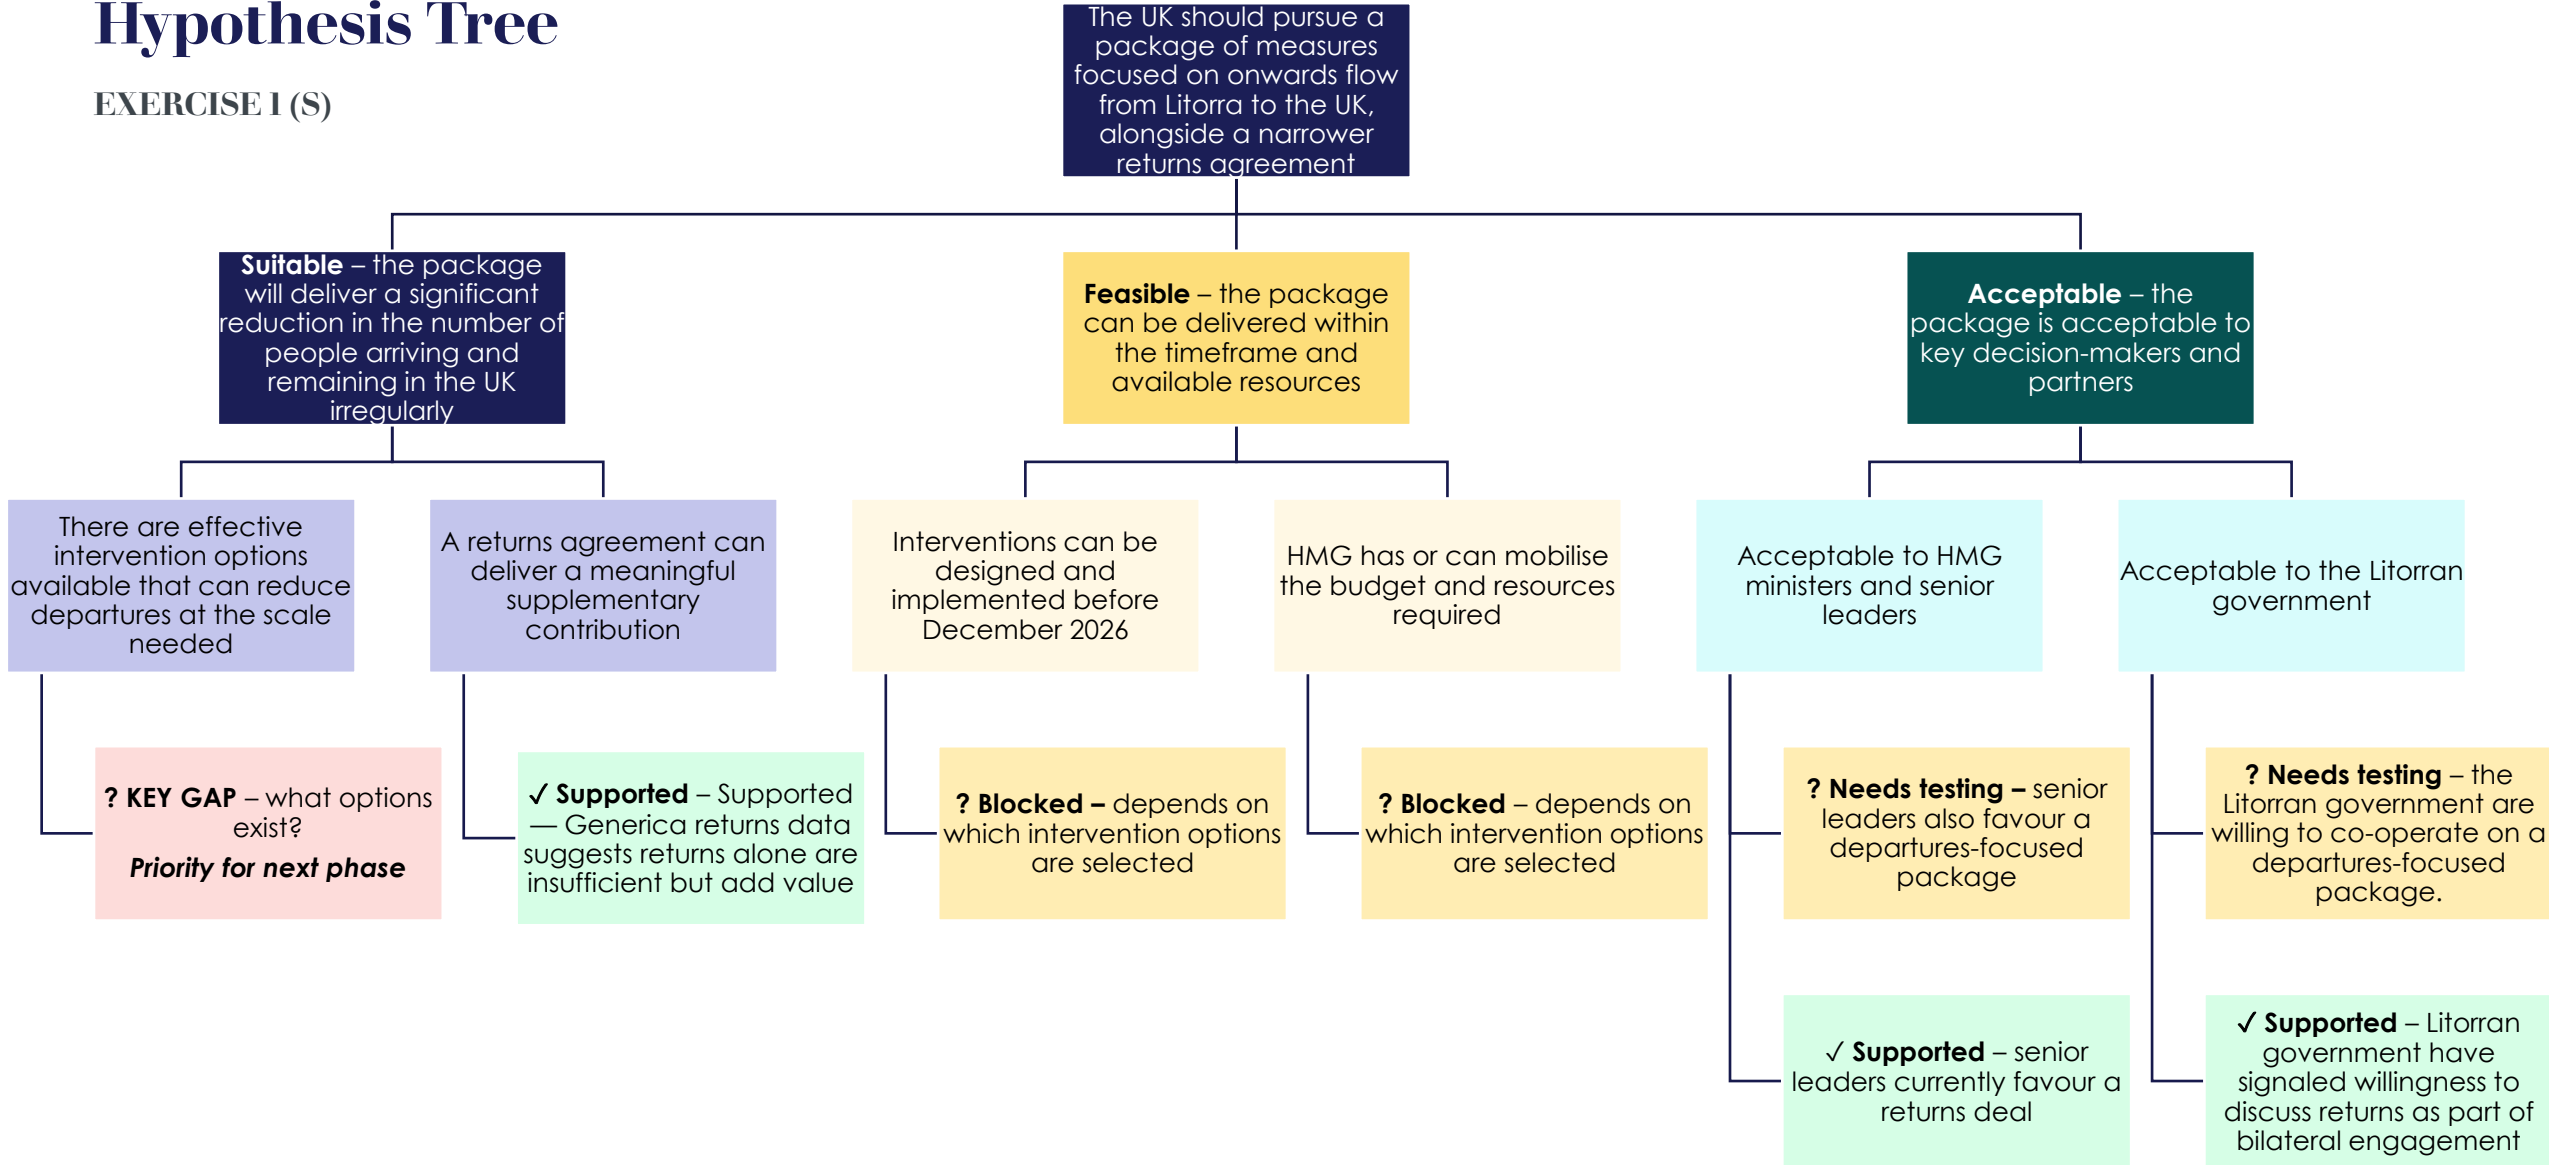 Hypothesis Tree
EXERCISE 1 (S)
The UK should pursue a
package of measures
focused on onwards flow
from Litorra to the UK,
alongside a narrower
returns agreement
Suitable – the package
will deliver a significant
reduction in the number of
people arriving and
remaining in the UK
irregularly
Feasible – the package
can be delivered within
the timeframe and
available resources
Acceptable – the
package is acceptable to
key decision-makers and
partners
There are effective
intervention options
available that can reduce
departures at the scale
needed
A returns agreement can
deliver a meaningful
supplementary
contribution
Interventions can be
designed and
implemented before
December 2026
HMG has or can mobilise
the budget and resources
required
Acceptable to HMG
ministers and senior
leaders
Acceptable to the Litorran
government
? KEY GAP – what options
exist?
Priority for next phase
✓ Supported – Supported
— Generica returns data
suggests returns alone are
insufficient but add value
? Blocked – depends on
which intervention options
are selected
? Blocked – depends on
which intervention options
are selected
? Needs testing – senior
leaders also favour a
departures-focused
package
? Needs testing – the
Litorran government are
willing to co-operate on a
departures-focused
package.
✓ Supported – senior
leaders currently favour a
returns deal
✓ Supported – Litorran
government have
signaled willingness to
discuss returns as part of
bilateral engagement